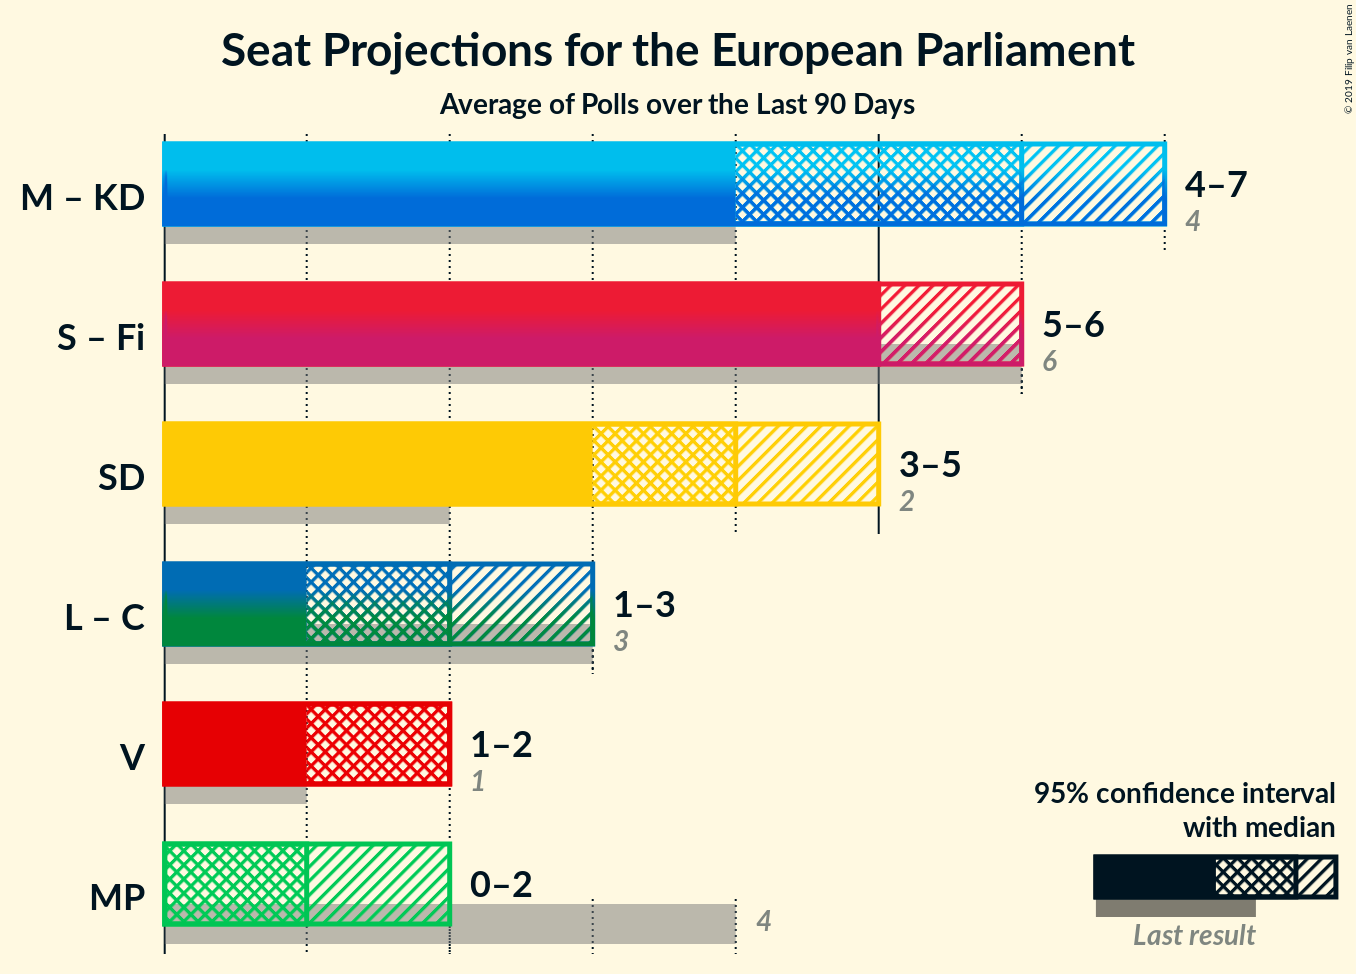 Seat Projections for the European Parliament
Average of Polls over the Last 90 Days
© 2019 Filip van Laenen
M – KD
4–7
4
S – Fi
5–6
6
SD
3–5
2
L – C
1–3
3
V
1–2
1
MP
0–2
4
95% confidence interval
with median
Last result